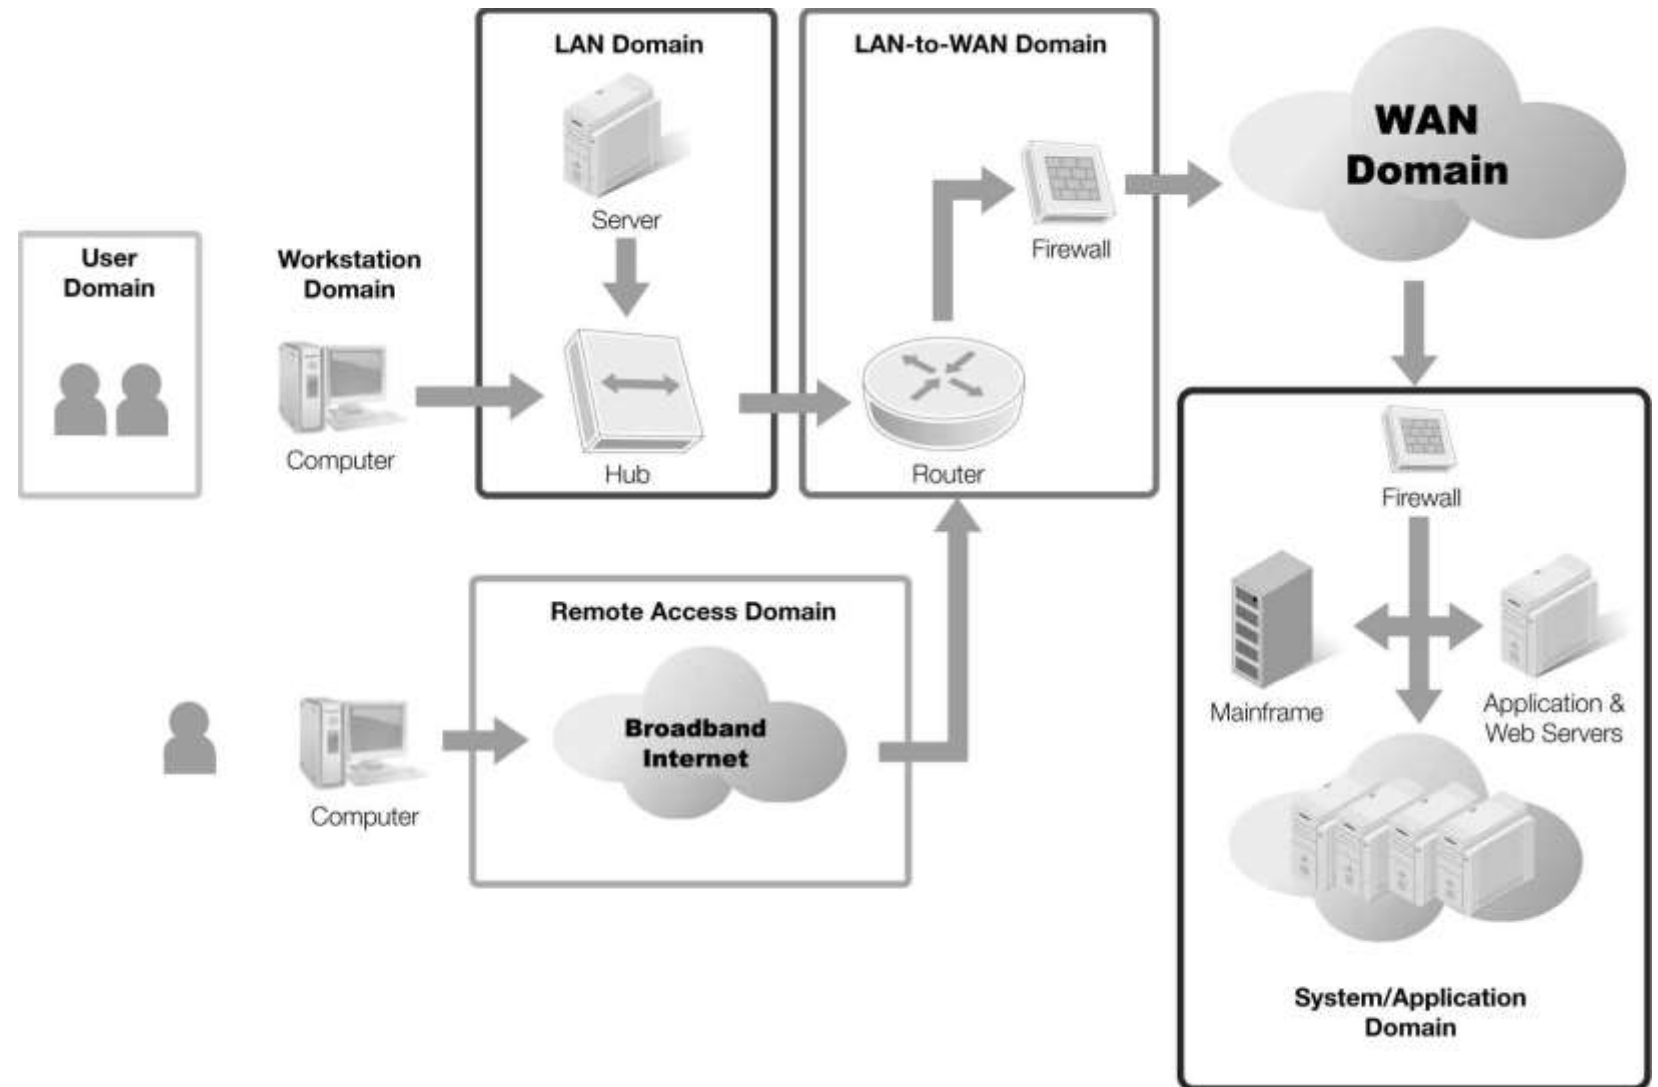 LAN Domain
LAN-to-WAN Domain
WAN
Domain
Server
Firewall
User
Domain
Workstation
Domain
Computer
Hub
Router
Firewall
Remote Access Domain
Broadband
Internet
Computer
Mainframe
Application &
Web Servers
System/Application
Domain